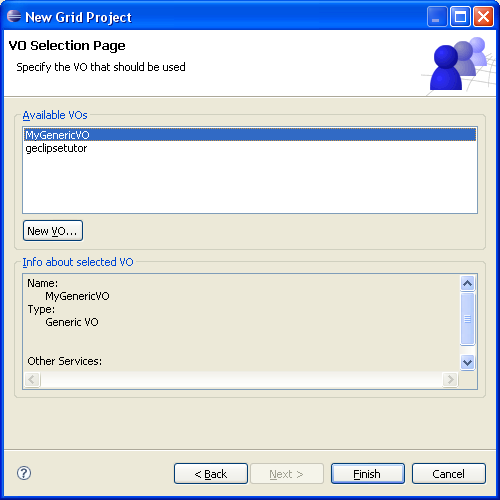 New Grid Project
VO Selection Page
Specify the VO that should be used
Available VOs
MyGenericVO
geclipsetutor
New VO...
Info about selected VO
Name:
MyGenericVO
Type:
Generic VO
Other Services:
?
< Back
Next >
Finish
Cancel